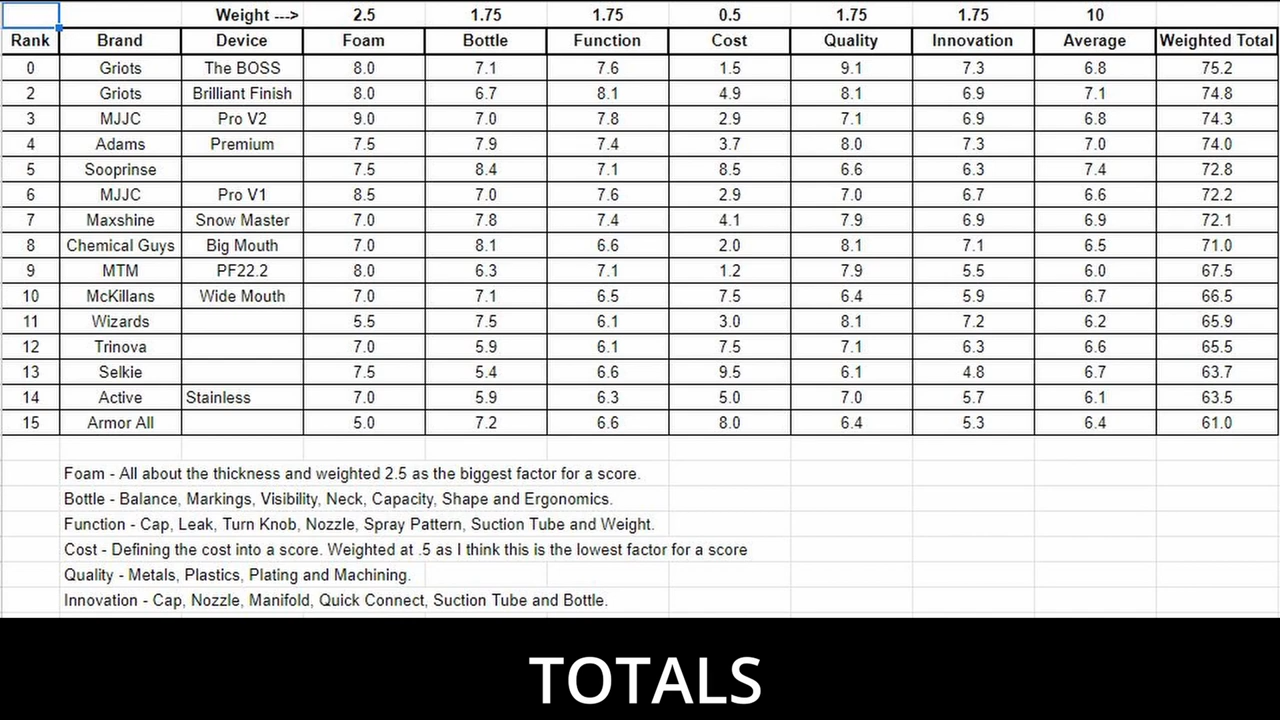 Weight ---> 2.5 1.75 1.75 0.5 1.75 1.75 10
Rank Brand Device Foam Bottle Function Cost Quality Innovation Average Weighted Total
0 Griots The BOSS 8.0 7.1 7.6 1.5 9.1 7.3 6.8 75.2
2 Griots Brilliant Finish 8.0 6.7 8.1 4.9 8.1 6.9 7.1 74.8
3 MJJC Pro V2 9.0 7.0 7.8 2.9 7.1 6.9 6.8 74.3
4 Adams Premium 7.5 7.9 7.4 3.7 8.0 7.3 7.0 74.0
5 Sooprinse 7.5 8.4 7.1 8.5 6.6 6.3 7.4 72.8
6 MJJC Pro V1 8.5 7.0 7.6 2.9 7.0 6.7 6.6 72.2
7 Maxshine Snow Master 7.0 7.8 7.4 4.1 7.9 6.9 6.9 72.1
8 Chemical Guys Big Mouth 7.0 8.1 6.6 2.0 8.1 7.1 6.5 71.0
9 MTM PF22.2 8.0 6.3 7.1 1.2 7.9 5.5 6.0 67.5
10 McKillans Wide Mouth 7.0 7.1 6.5 7.5 6.4 5.9 6.7 66.5
11 Wizards 5.5 7.5 6.1 3.0 8.1 7.2 6.2 65.9
12 Trinova 7.0 5.9 6.1 7.5 7.1 6.3 6.6 65.5
13 Selkie 7.5 5.4 6.6 9.5 6.1 4.8 6.7 63.7
14 Active Stainless 7.0 5.9 6.3 5.0 7.0 5.7 6.1 63.5
15 Armor All 5.0 7.2 6.6 8.0 6.4 5.3 6.4 61.0
Foam - All about the thickness and weighted 2.5 as the biggest factor for a score.
Bottle - Balance, Markings, Visibility, Neck, Capacity, Shape and Ergonomics.
Function - Cap, Leak, Turn Knob, Nozzle, Spray Pattern, Suction Tube and Weight.
Cost - Defining the cost into a score. Weighted at .5 as I think this is the lowest factor for a score
Quality - Metals, Plastics, Plating and Machining.
Innovation - Cap, Nozzle, Manifold, Quick Connect, Suction Tube and Bottle.
TOTALS